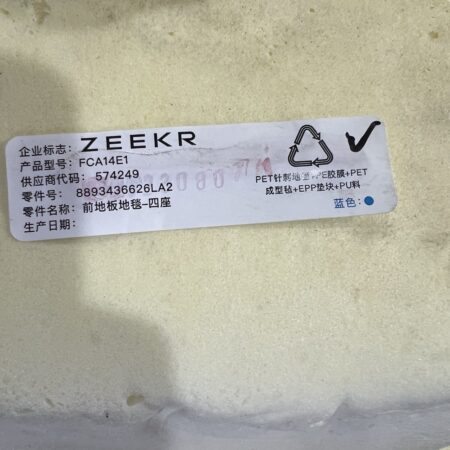 企业标志: ZEEKR
产品型号: FCA14E1
供应商代码: 574249
零件号: 8893436626LA2
零件名称: 前地板地毯-四座
生产日期:
PET针刺地毯+PE胶膜+PET
成型毡+EPP垫块+PU料
蓝色: